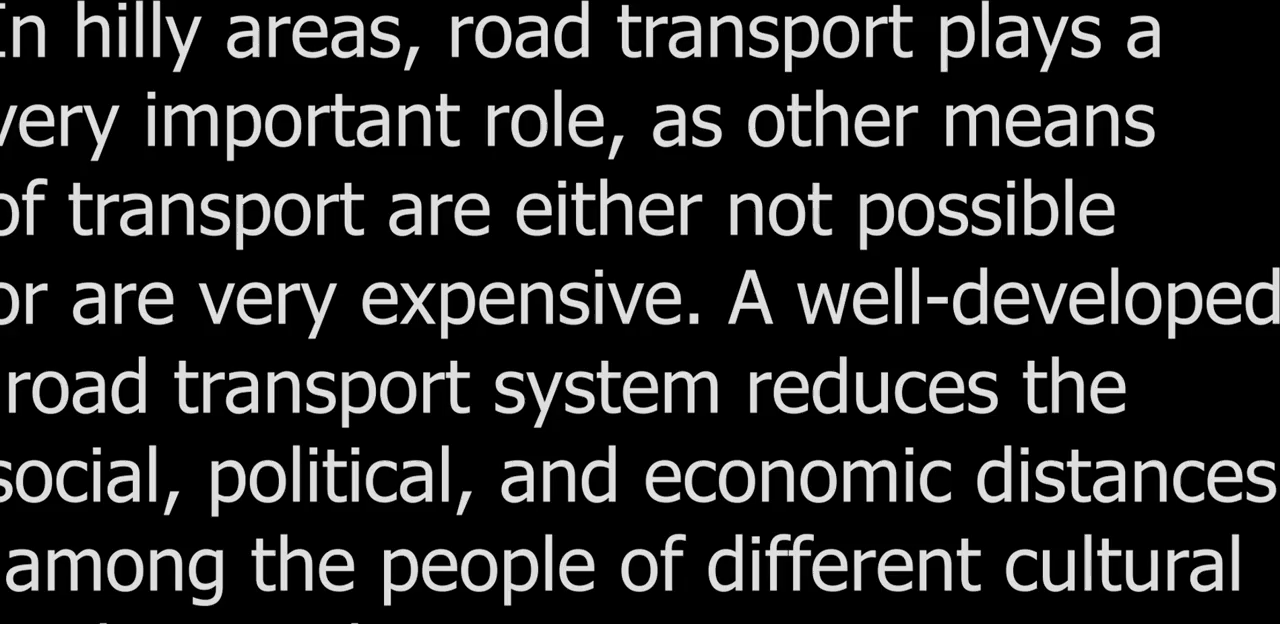 In hilly areas, road transport plays a
very important role, as other means
of transport are either not possible
or are very expensive. A well-developed
road transport system reduces the
social, political, and economic distances
among the people of different cultural